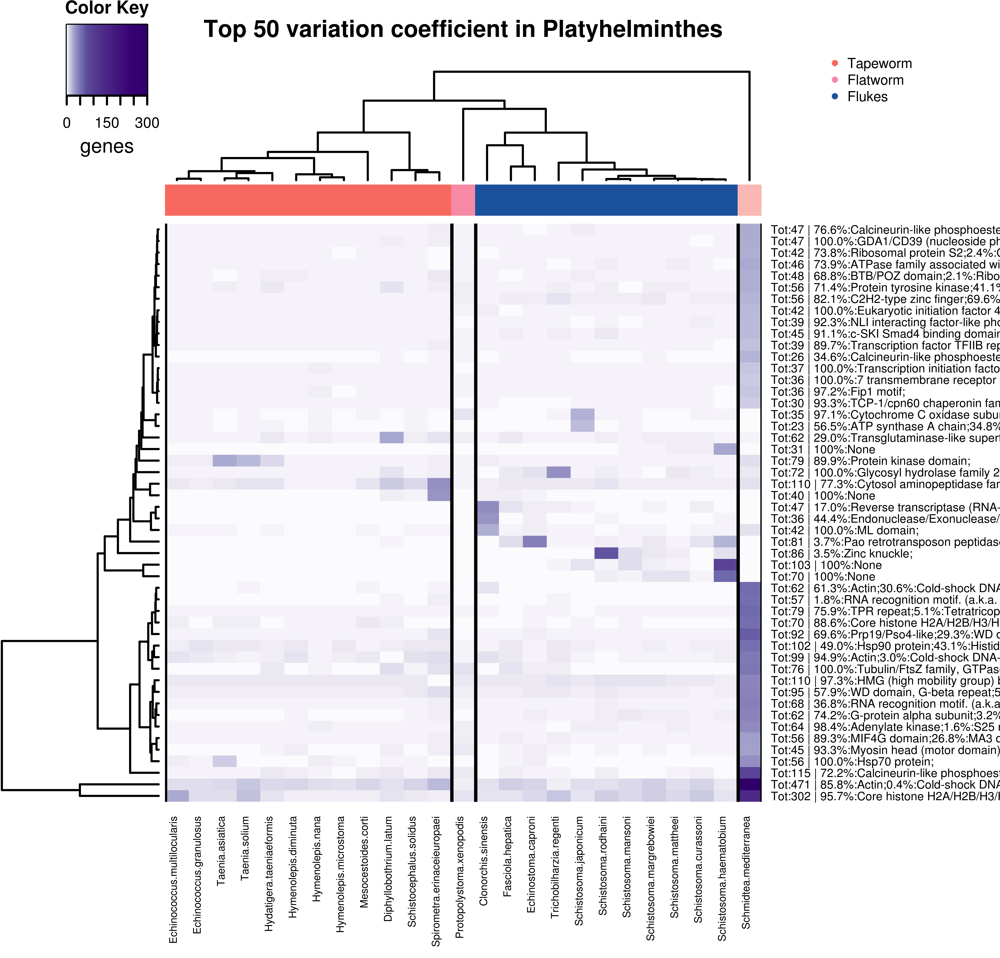 Color Key
0 150 300
genes
Top 50 variation coefficient in Platyhelminthes
Tapeworm
Flatworm
Flukes
Tot:47 | 76.6%:Calcineurin-like phosphoeste
Tot:47 | 100.0%:GDA1/CD39 (nucleoside ph
Tot:42 | 73.8%:Ribosomal protein S2;2.4%:
Tot:46 | 73.9%:ATPase family associated wi
Tot:48 | 68.8%:BTB/POZ domain;2.1%:Ribo
Tot:56 | 71.4%:Protein tyrosine kinase;41.1%
Tot:56 | 82.1%:C2H2-type zinc finger;69.6%
Tot:42 | 100.0%:Eukaryotic initiation factor 4
Tot:39 | 92.3%:NLI interacting factor-like pho
Tot:45 | 91.1%:c-SKI Smad4 binding domain
Tot:39 | 89.7%:Transcription factor TFIIB rep
Tot:26 | 34.6%:Calcineurin-like phosphoeste
Tot:37 | 100.0%:Transcription initiation facto
Tot:36 | 100.0%:7 transmembrane receptor
Tot:36 | 97.2%:Fip1 motif;
Tot:30 | 93.3%:TCP-1/cpn60 chaperonin fam
Tot:35 | 97.1%:Cytochrome C oxidase subu
Tot:23 | 56.5%:ATP synthase A chain;34.8%
Tot:62 | 29.0%:Transglutaminase-like superf
Tot:31 | 100%:None
Tot:79 | 89.9%:Protein kinase domain;
Tot:72 | 100.0%:Glycosyl hydrolase family 2
Tot:110 | 77.3%:Cytosol aminopeptidase fam
Tot:40 | 100%:None
Tot:47 | 17.0%:Reverse transcriptase (RNA-
Tot:36 | 44.4%:Endonuclease/Exonuclease/
Tot:42 | 100.0%:ML domain;
Tot:81 | 3.7%:Pao retrotransposon peptidase
Tot:86 | 3.5%:Zinc knuckle;
Tot:103 | 100%:None
Tot:70 | 100%:None
Tot:62 | 61.3%:Actin;30.6%:Cold-shock DNA
Tot:57 | 1.8%:RNA recognition motif. (a.k.a.
Tot:79 | 75.9%:TPR repeat;5.1%:Tetratricop
Tot:70 | 88.6%:Core histone H2A/H2B/H3/H
Tot:92 | 69.6%:Prp19/Pso4-like;29.3%:WD d
Tot:102 | 49.0%:Hsp90 protein;43.1%:Histid
Tot:99 | 94.9%:Actin;3.0%:Cold-shock DNA-
Tot:76 | 100.0%:Tubulin/FtsZ family, GTPas
Tot:110 | 97.3%:HMG (high mobility group) b
Tot:95 | 57.9%:WD domain, G-beta repeat;5
Tot:68 | 36.8%:RNA recognition motif. (a.k.a
Tot:62 | 74.2%:G-protein alpha subunit;3.2%
Tot:64 | 98.4%:Adenylate kinase;1.6%:S25 r
Tot:56 | 89.3%:MIF4G domain;26.8%:MA3 d
Tot:45 | 93.3%:Myosin head (motor domain)
Tot:56 | 100.0%:Hsp70 protein;
Tot:115 | 72.2%:Calcineurin-like phosphoest
Tot:471 | 85.8%:Actin;0.4%:Cold-shock DNA
Tot:302 | 95.7%:Core histone H2A/H2B/H3/H
Echinococcus.multilocularis
Echinococcus.granulosus
Taenia.asiatica
Taenia.solium
Hydatigera.taeniaeformis
Hymenolepis.diminuta
Hymenolepis.nana
Hymenolepis.microstoma
Mesocestoides.corti
Diphyllobothrium.latum
Schistocephalus.solidus
Spirometra.erinaceieuropaei
Protopolystoma.xenopodis
Clonorchis.sinensis
Fasciola.hepatica
Echinostoma.caproni
Trichobilharzia.regenti
Schistosoma.japonicum
Schistosoma.rodhaini
Schistosoma.mansoni
Schistosoma.margrebowiei
Schistosoma.mattheei
Schistosoma.curassoni
Schistosoma.haematobium
Schmidtea.mediterranea